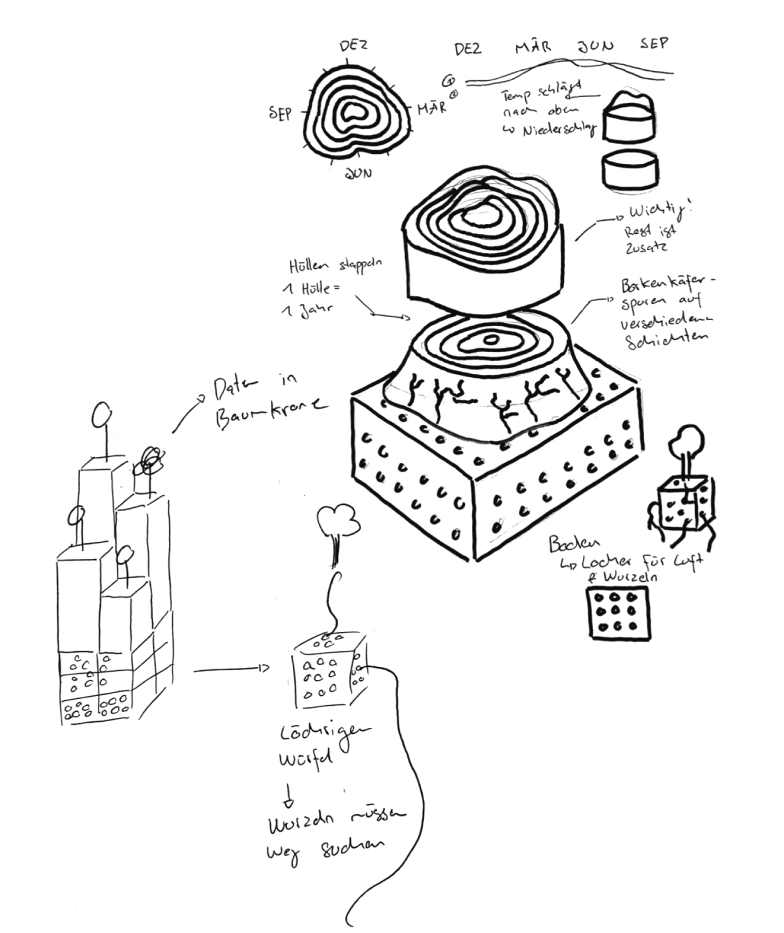 DEZ
SEP
MÄR
JUN
DEZ MÄR JUN SEP
Temp schlägt
nach oben
↳ Niederschlag
Wichtig!
Rest ist
Zusatz
Hüllen stappeln
1 Hülle =
1 Jahr
Borkenkäfer-
spuren auf
verschiedenen
Schichten
Daten in
Baumkrone
Boden
↳ Löcher für Luft
& Wurzeln
Löchriger
Würfel
Wurzeln müssen
Weg suchen